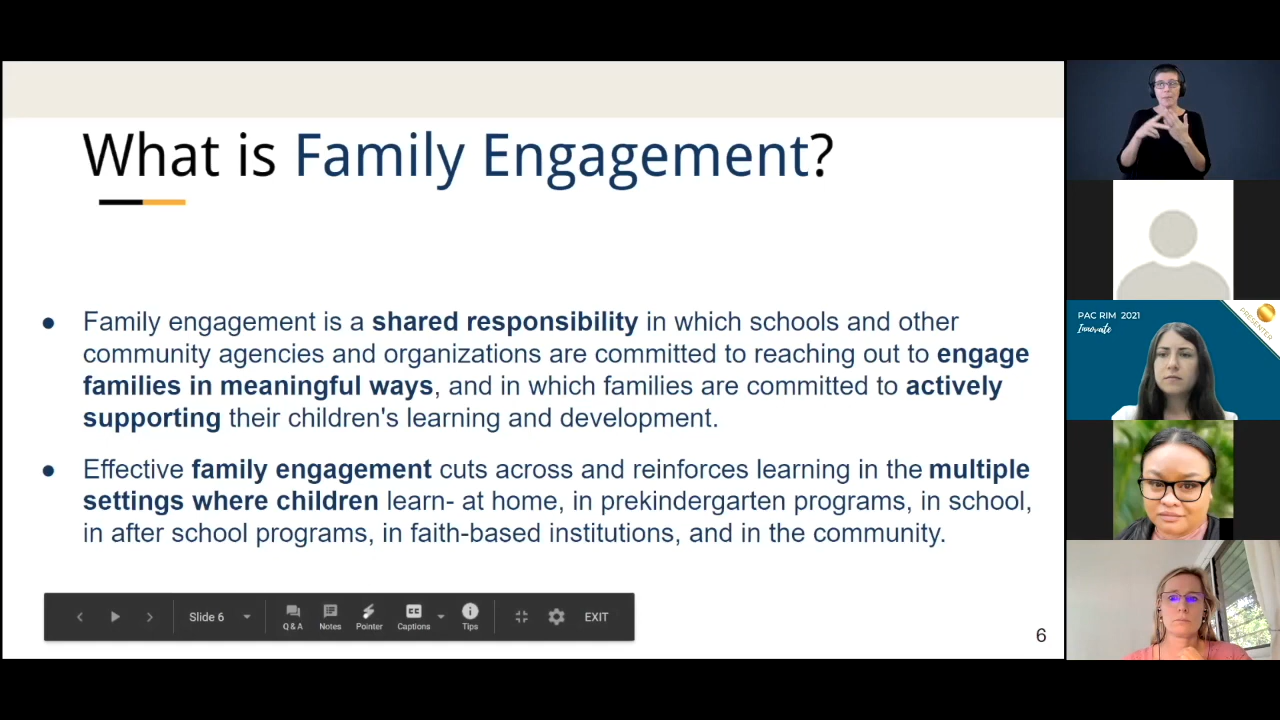 What is Family Engagement?
● Family engagement is a shared responsibility in which schools and other
community agencies and organizations are committed to reaching out to engage
families in meaningful ways, and in which families are committed to actively
supporting their children's learning and development.
● Effective family engagement cuts across and reinforces learning in the multiple
settings where children learn- at home, in prekindergarten programs, in school,
in after school programs, in faith-based institutions, and in the community.
Slide 6
Q & A
Notes
Pointer
CC
Captions
Tips
EXIT
6
PAC RIM 2021
Innovate
PRESENTER